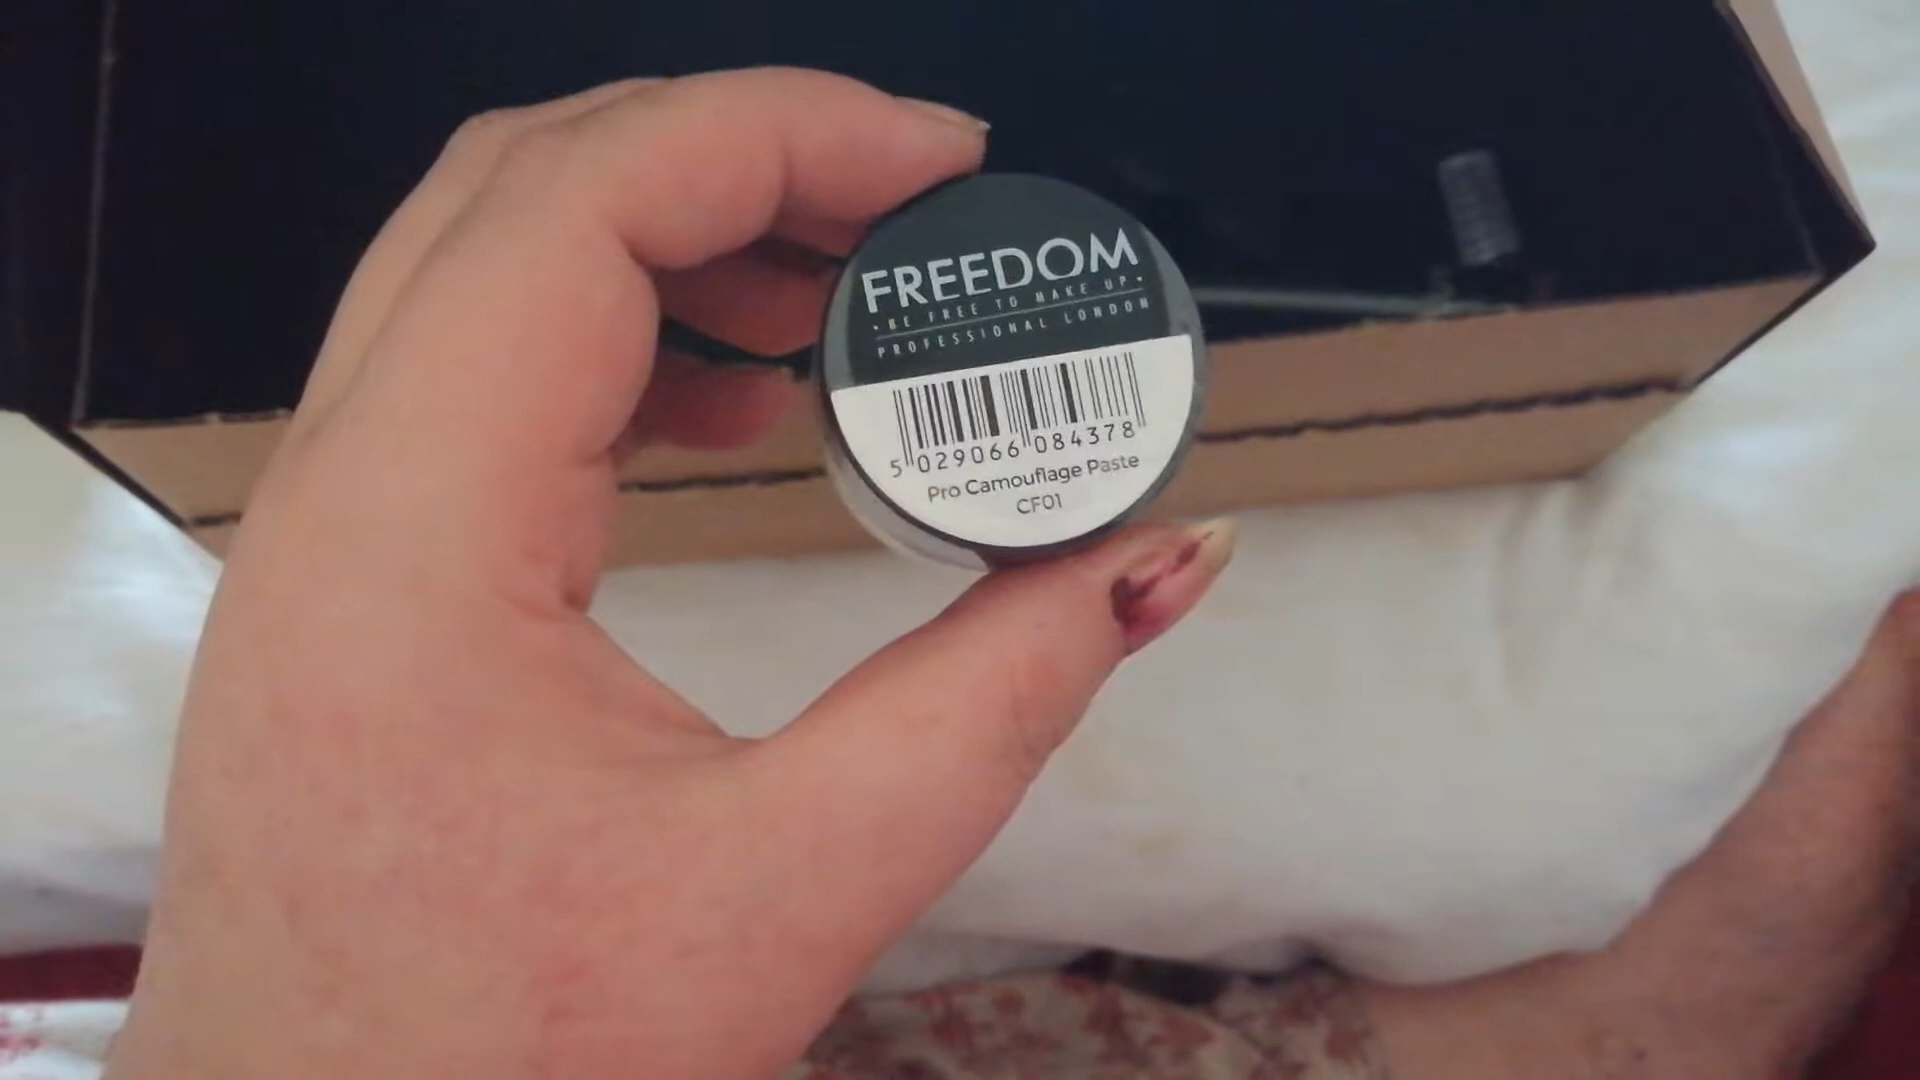 FREEDOM
•BE FREE TO MAKE UP•
PROFESSIONAL LONDON
5 029066 084378
Pro Camouflage Paste
CF01